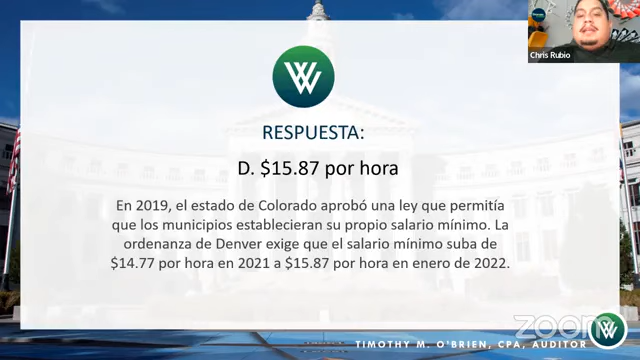 Chris Rubio
RESPUESTA:
D. $15.87 por hora
En 2019, el estado de Colorado aprobó una ley que permitía
que los municipios establecieran su propio salario mínimo. La
ordenanza de Denver exige que el salario mínimo suba de
$14.77 por hora en 2021 a $15.87 por hora en enero de 2022.
zoom
TIMOTHY M. O'BRIEN, CPA, AUDITOR